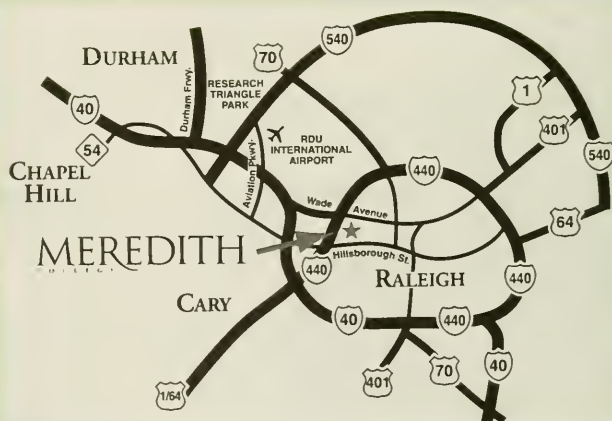 DURHAM
70
540
40
Durham Frwy.
RESEARCH
TRIANGLE
PARK
1
401
54
Aviation Pkwy.
RDU
INTERNATIONAL
AIRPORT
540
CHAPEL
HILL
440
Wade Avenue
64
MEREDITH
Hillsborough St.
440
RALEIGH
440
CARY
40
440
40
1/64
401
70